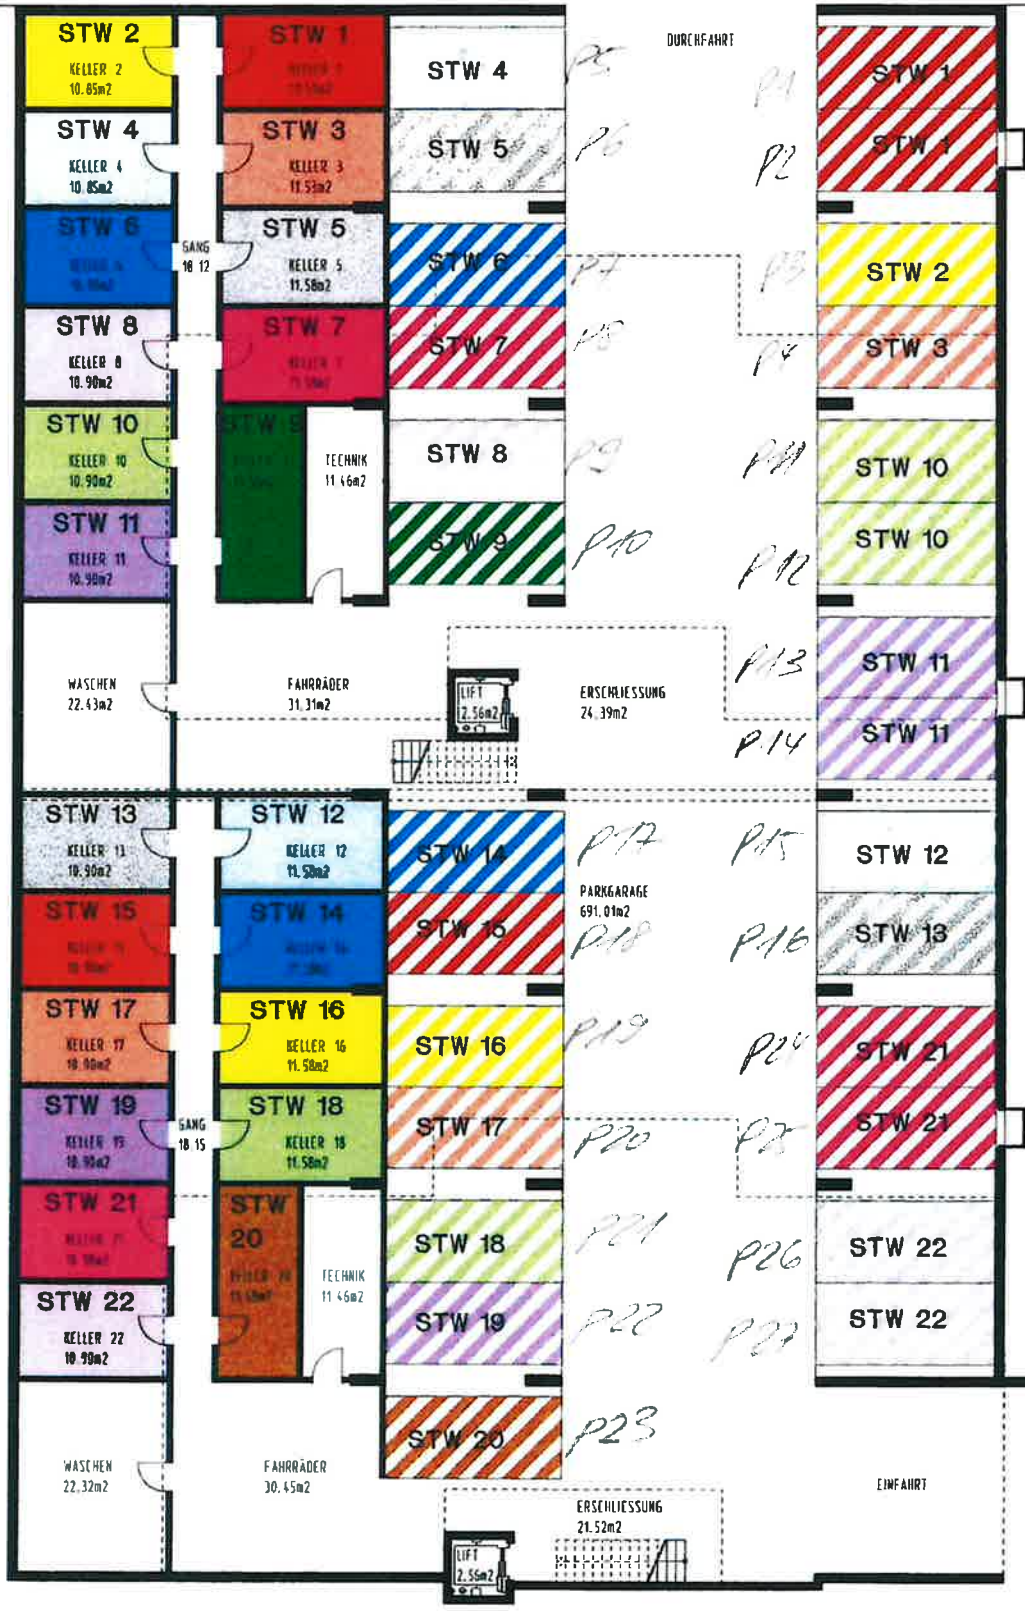 STW 2
KELLER 2
10.85m2
STW 1
STW 4
P5
DURCHFAHRT
P1
STW 1
STW 4
KELLER 4
10.85m2
STW 3
KELLER 3
11.53m2
STW 5
P6
P2
STW 1
STW 6
GANG
18 12
STW 5
KELLER 5
11.58m2
STW 6
P7
P3
STW 2
STW 8
KELLER 8
10.90m2
STW 7
STW 7
P8
P4
STW 3
STW 10
KELLER 10
10.90m2
STW 9
TECHNIK
11.46m2
STW 8
P9
P11
STW 10
STW 11
KELLER 11
10.90m2
STW 9
P10
P12
STW 10
WASCHEN
22.43m2
FAHRRÄDER
31.31m2
LIFT
2.56m2
ERSCHLIESSUNG
24.39m2
P13
STW 11
P14
STW 11
STW 13
KELLER 13
10.90m2
STW 12
KELLER 12
11.58m2
STW 14
P17
P15
STW 12
PARKGARAGE
691.01m2
STW 15
STW 14
STW 15
P18
P16
STW 13
STW 17
KELLER 17
10.90m2
STW 16
KELLER 16
11.58m2
STW 16
P19
P24
STW 21
STW 19
KELLER 19
10.90m2
GANG
18 15
STW 18
KELLER 18
11.58m2
STW 17
P20
P25
STW 21
STW 21
STW
20
KELLER 20
TECHNIK
11.46m2
STW 18
P21
P26
STW 22
STW 22
KELLER 22
10.90m2
STW 19
P22
P27
STW 22
STW 20
P23
WASCHEN
22.32m2
FAHRRÄDER
30.45m2
ERSCHLIESSUNG
21.52m2
EINFAHRT
LIFT
2.56m2